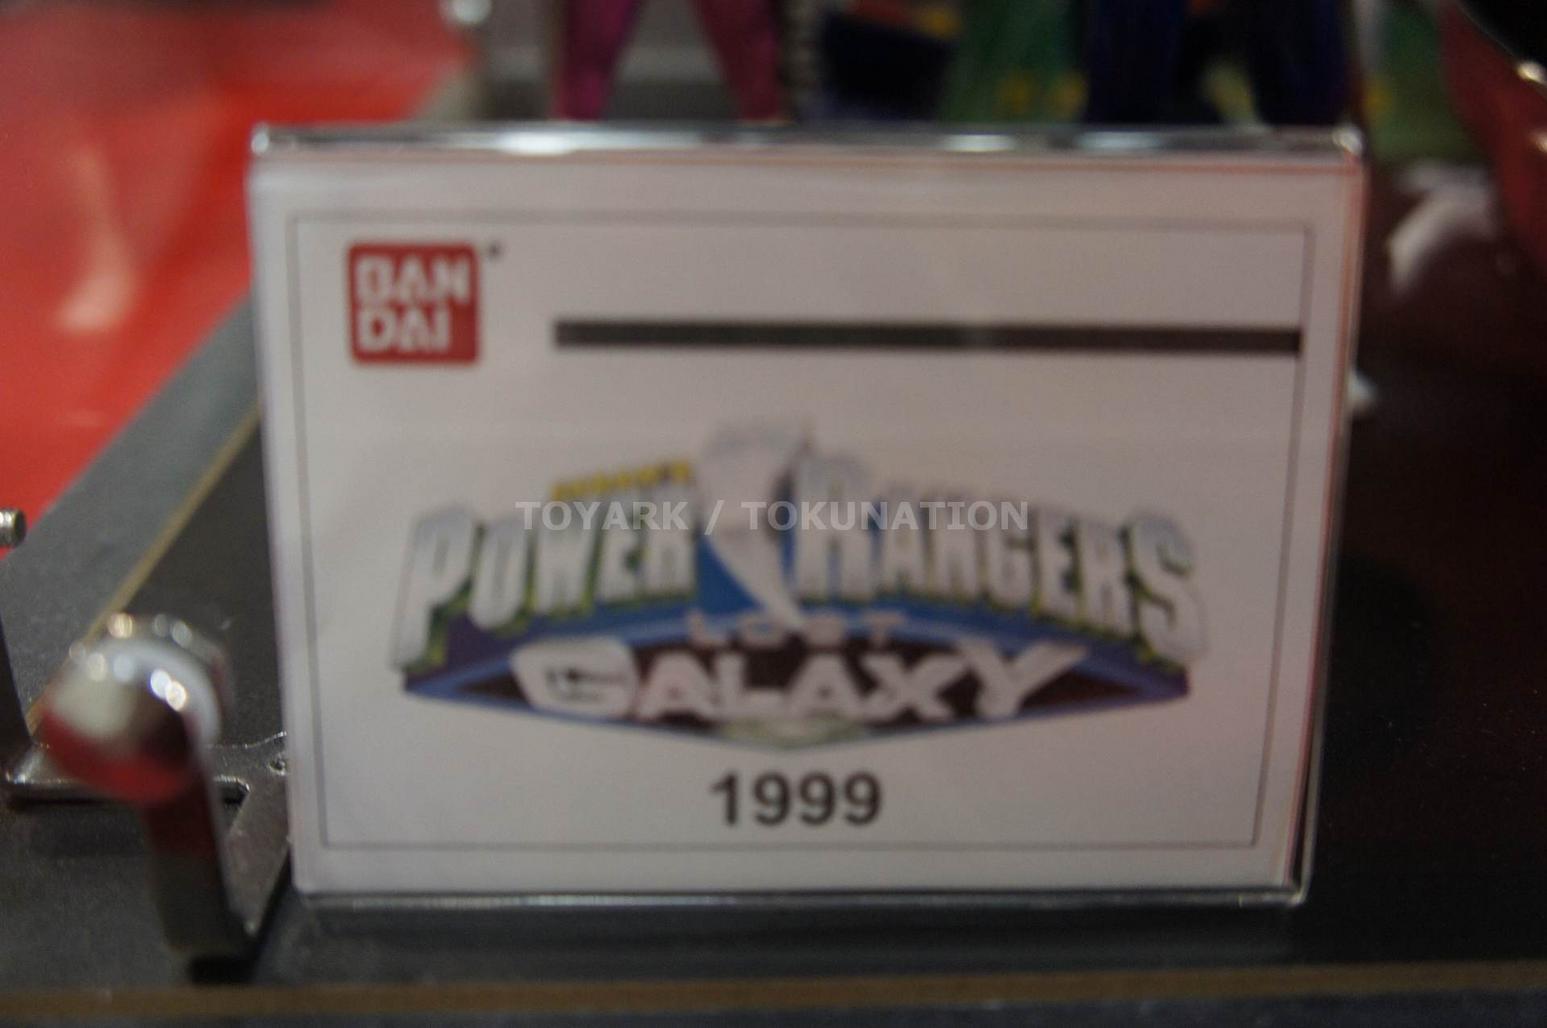 BAN
DAI
POWER RANGERS
TOYARK / TOKUNATION
LOST
GALAXY
1999